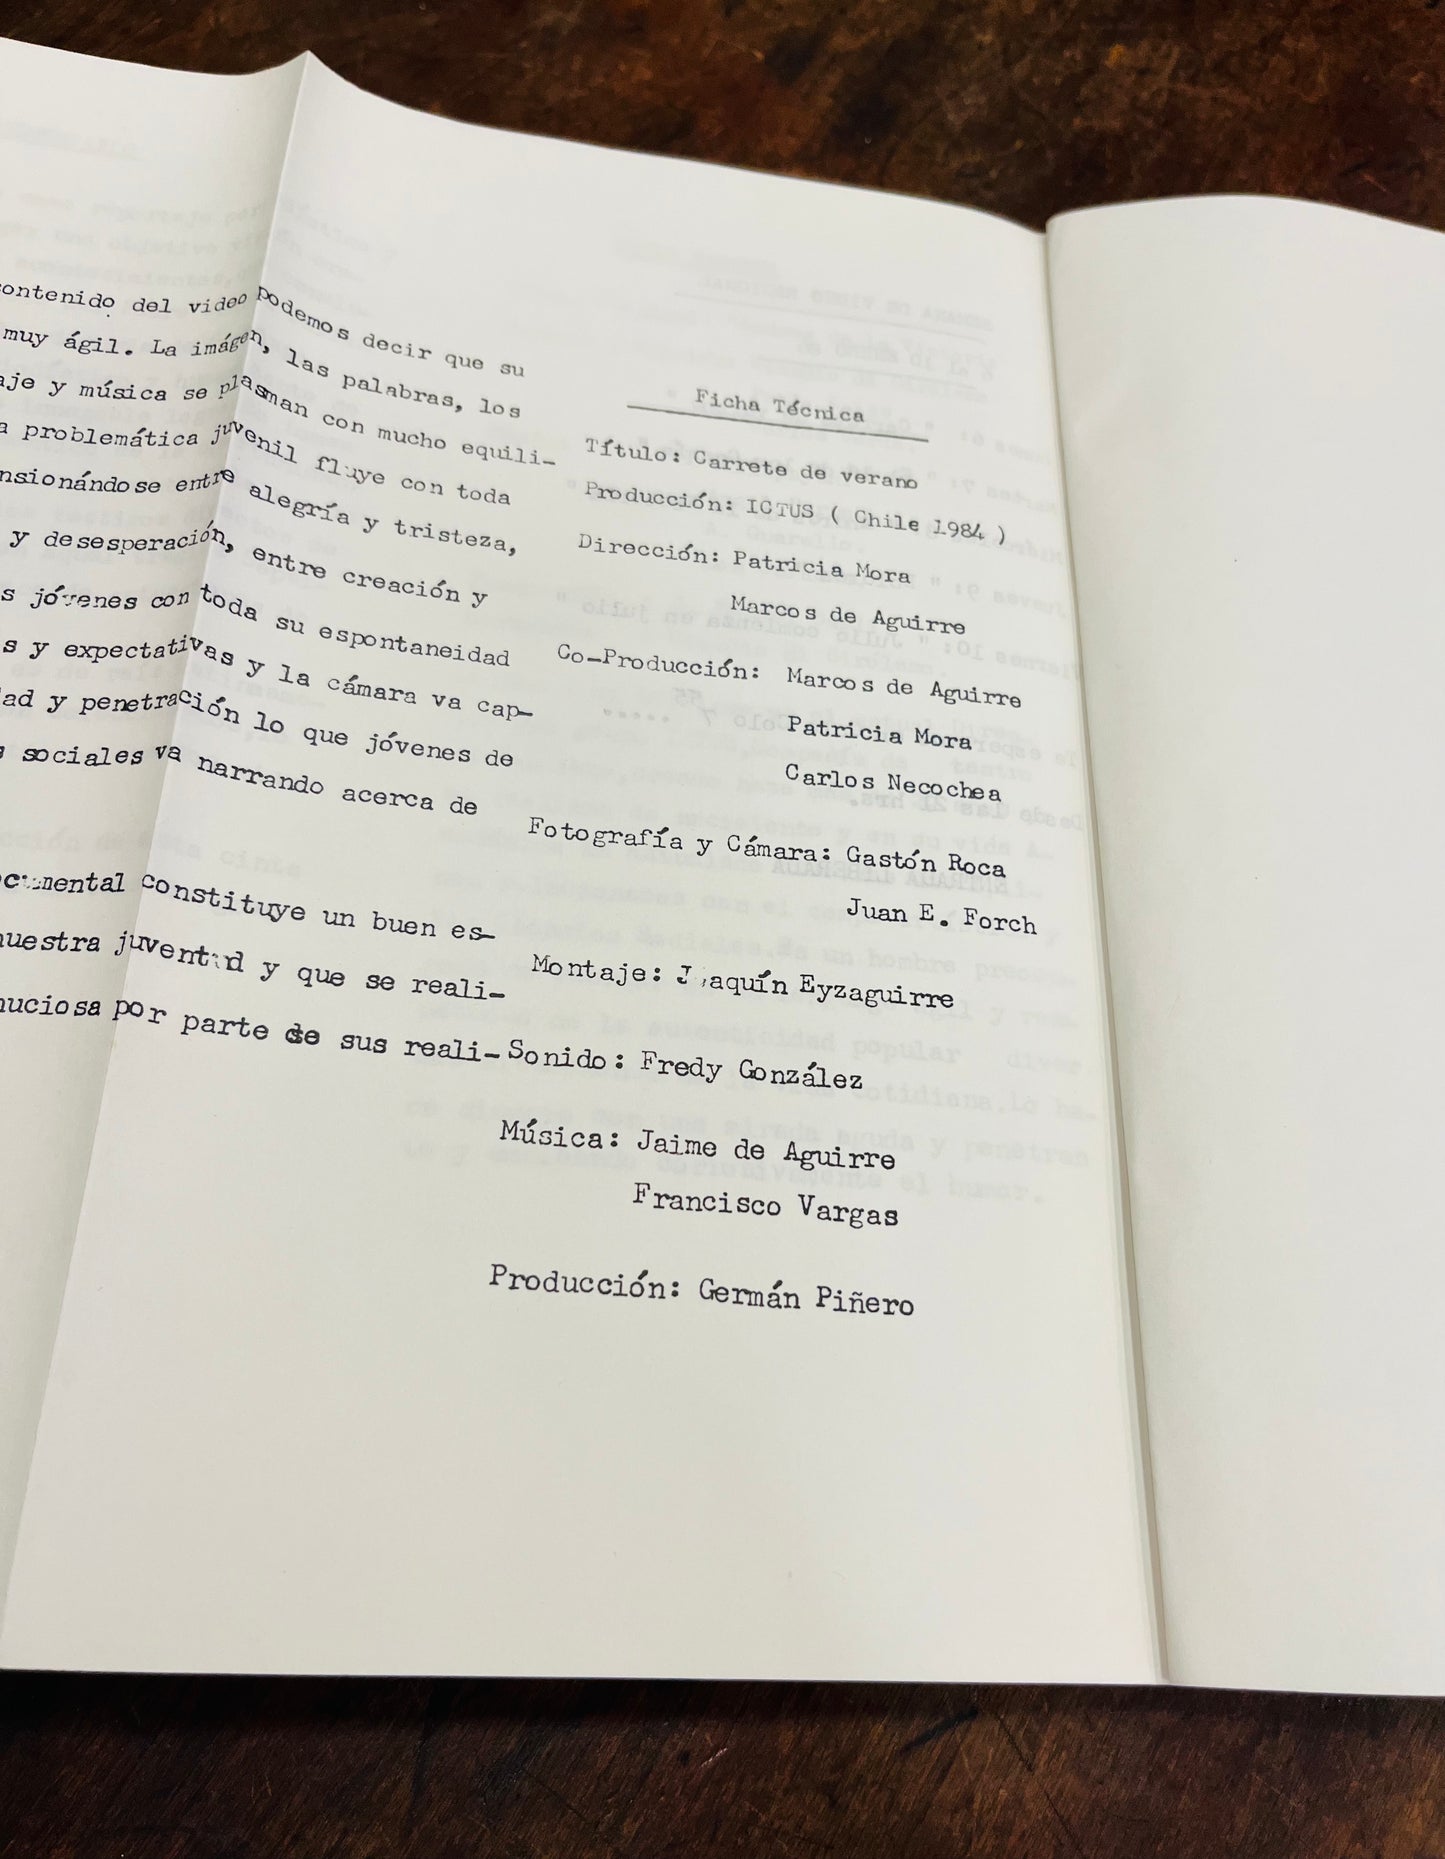 contenido del video podemos decir que su
muy ágil. La imágen, las palabras, los
aje y música se plasman con mucho equili-
a problemática juvenil fluye con toda
nsionándose entre alegría y tristeza,
y desesperación, entre creación y
s jóvenes con toda su espontaneidad
s y expectativas y la cámara va cap-
ad y penetración lo que jóvenes de
s sociales va narrando acerca de
ocumental constituye un buen es-
nuestra juventud y que se reali-
nuciosa por parte de sus reali-
Ficha Técnica
Título: Carrete de verano
Producción: ICTUS ( Chile 1984 )
Dirección: Patricia Mora
Marcos de Aguirre
Co-Producción: Marcos de Aguirre
Patricia Mora
Carlos Necochea
Fotografía y Cámara: Gastón Roca
Juan E. Forch
Montaje: Joaquín Eyzaguirre
Sonido: Fredy González
Música: Jaime de Aguirre
Francisco Vargas
Producción: Germán Piñero